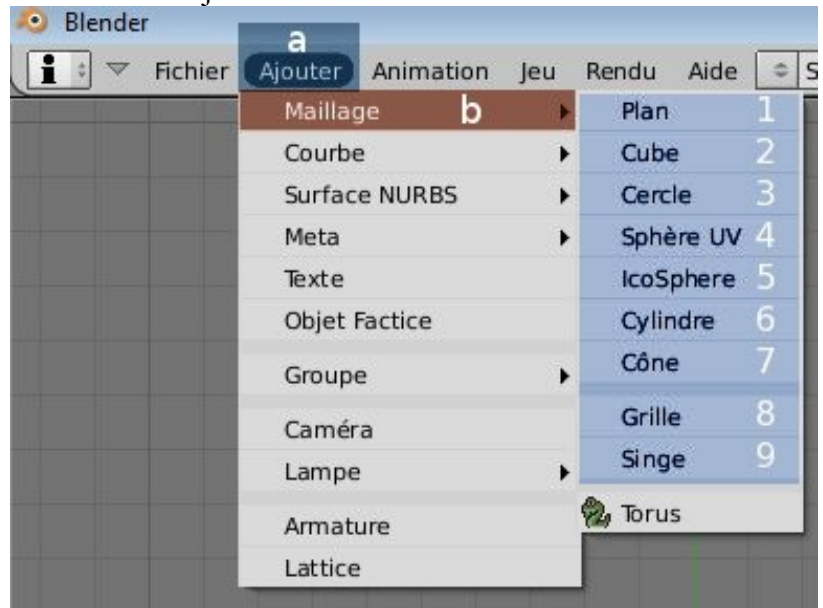 Blender
a
Fichier Ajouter Animation Jeu Rendu Aide S
Maillage b
Courbe
Surface NURBS
Meta
Texte
Objet Factice
Groupe
Caméra
Lampe
Armature
Lattice
Plan 1
Cube 2
Cercle 3
Sphère UV 4
IcoSphere 5
Cylindre 6
Cône 7
Grille 8
Singe 9
Torus